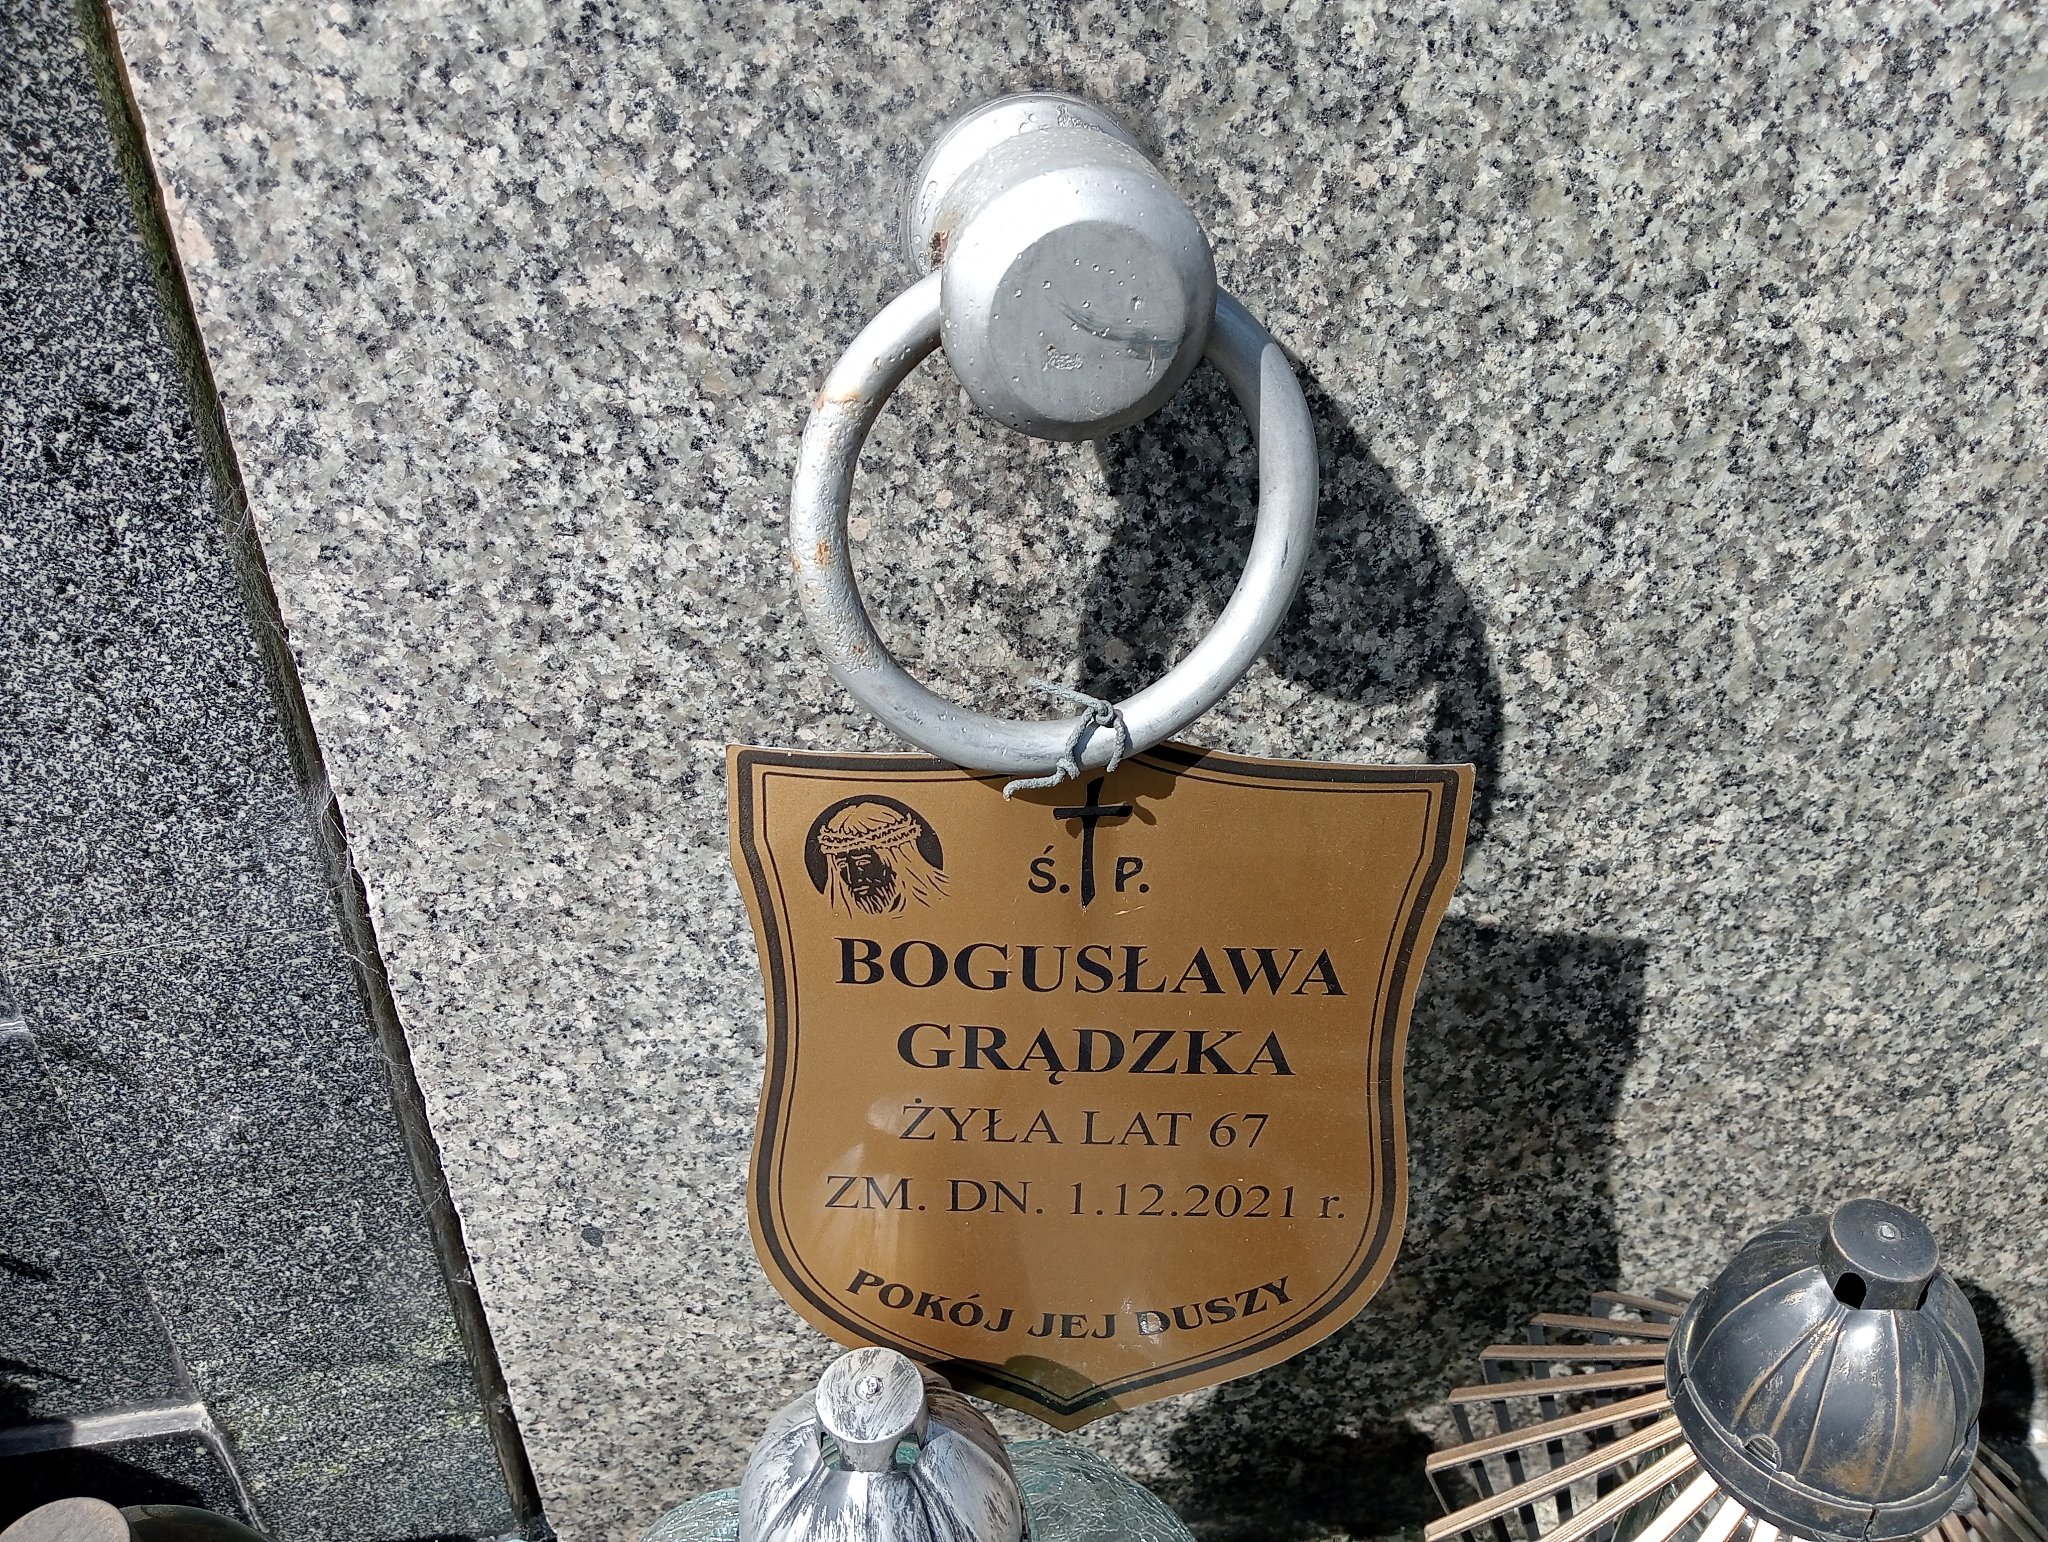 Ś. P.
BOGUSŁAWA
GRĄDZKA
ŻYŁA LAT 67
ZM. DN. 1.12.2021 r.
POKÓJ JEJ DUSZY